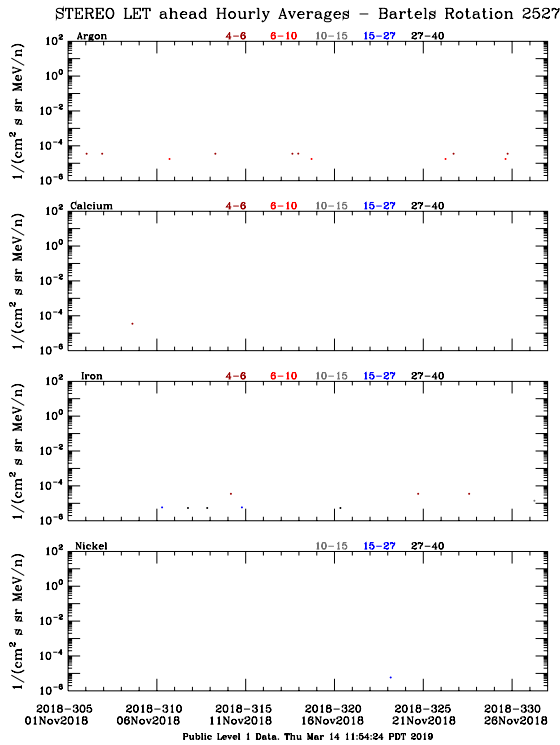 STEREO LET ahead Hourly Averages – Bartels Rotation 2527
Argon 4–6 6–10 10–15 15–27 27–40
10² 10⁰ 10⁻² 10⁻⁴ 10⁻⁶
1/(cm² s sr MeV/n)
Calcium 4–6 6–10 10–15 15–27 27–40
10² 10⁰ 10⁻² 10⁻⁴ 10⁻⁶
1/(cm² s sr MeV/n)
Iron 4–6 6–10 10–15 15–27 27–40
10² 10⁰ 10⁻² 10⁻⁴ 10⁻⁶
1/(cm² s sr MeV/n)
Nickel 10–15 15–27 27–40
10² 10⁰ 10⁻² 10⁻⁴ 10⁻⁶
1/(cm² s sr MeV/n)
2018–305 2018–310 2018–315 2018–320 2018–325 2018–330
01Nov2018 06Nov2018 11Nov2018 16Nov2018 21Nov2018 26Nov2018
Public Level 1 Data, Thu Mar 14 11:54:24 PDT 2019